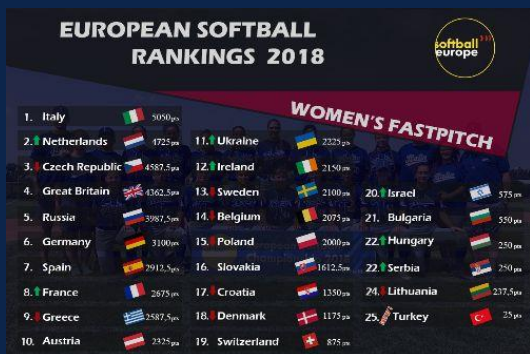 EUROPEAN SOFTBALL
RANKINGS 2018
softball
europe
WOMEN'S FASTPITCH
1. Italy 5050pts
2. Netherlands 4725pts
3. Czech Republic 4587,5pts
4. Great Britain 4362,5pts
5. Russia 3987,5pts
6. Germany 3100pts
7. Spain 2912,5pts
8. France 2675pts
9. Greece 2587,5pts
10. Austria 2325pts
11. Ukraine 2225pts
12. Ireland 2150pts
13. Sweden 2100pts
14. Belgium 2075pts
15. Poland 2000pts
16. Slovakia 1612,5pts
17. Croatia 1350pts
18. Denmark 1175pts
19. Switzerland 875pts
20. Israel 575pts
21. Bulgaria 550pts
22. Hungary 250pts
22. Serbia 250pts
24. Lithuania 237,5pts
25. Turkey 25pts